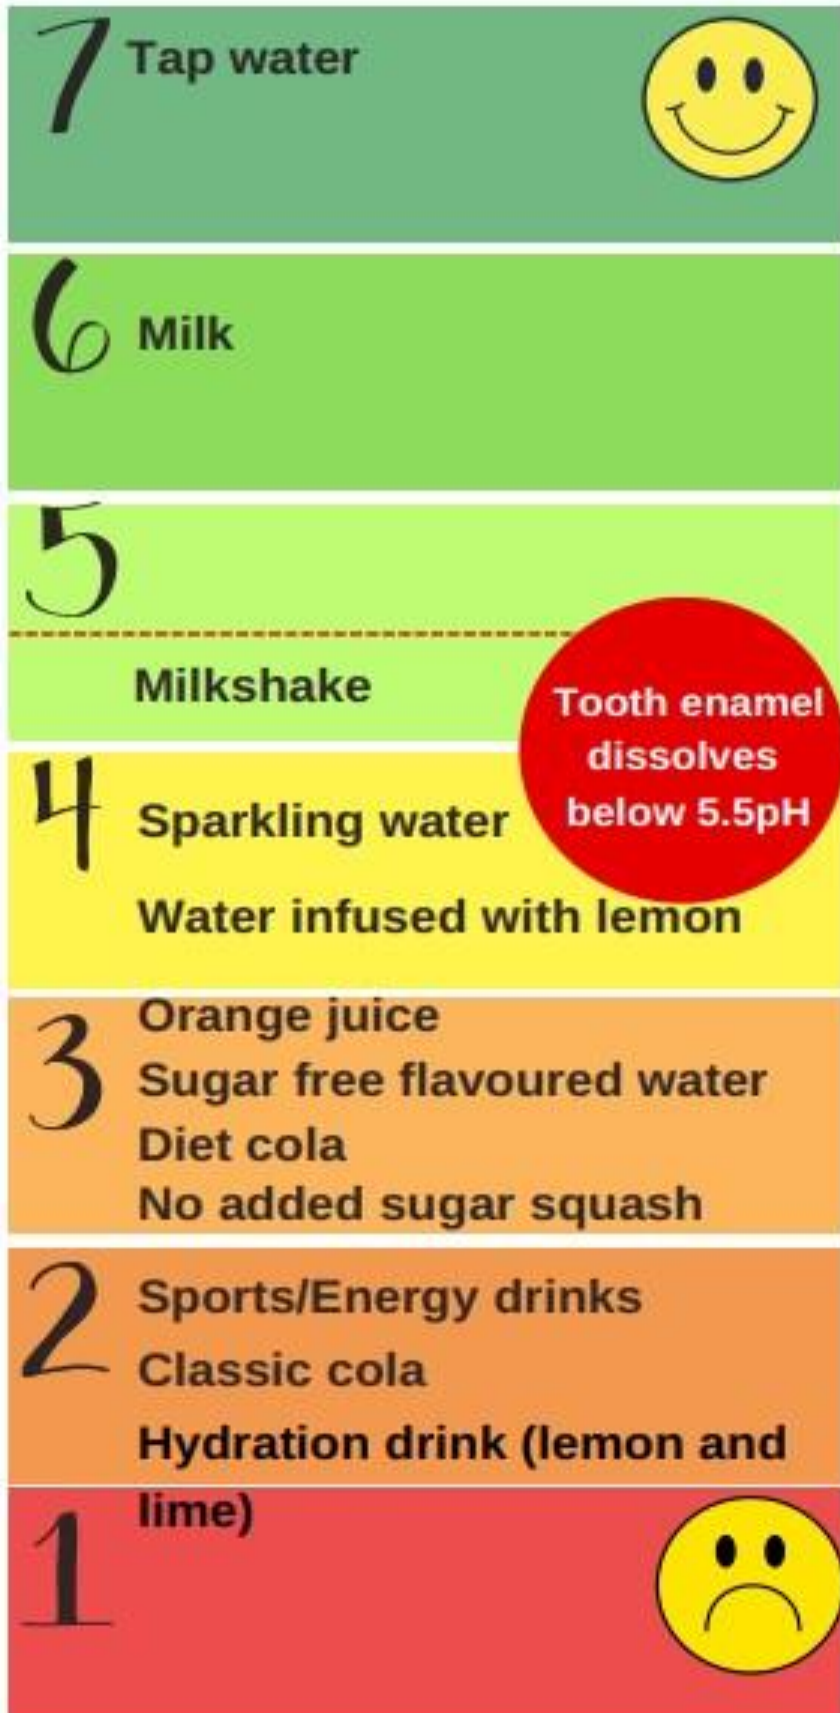 7 Tap water
6 Milk
5
Milkshake
Tooth enamel
dissolves
below 5.5pH
4 Sparkling water
Water infused with lemon
3 Orange juice
Sugar free flavoured water
Diet cola
No added sugar squash
2 Sports/Energy drinks
Classic cola
Hydration drink (lemon and
lime)
1